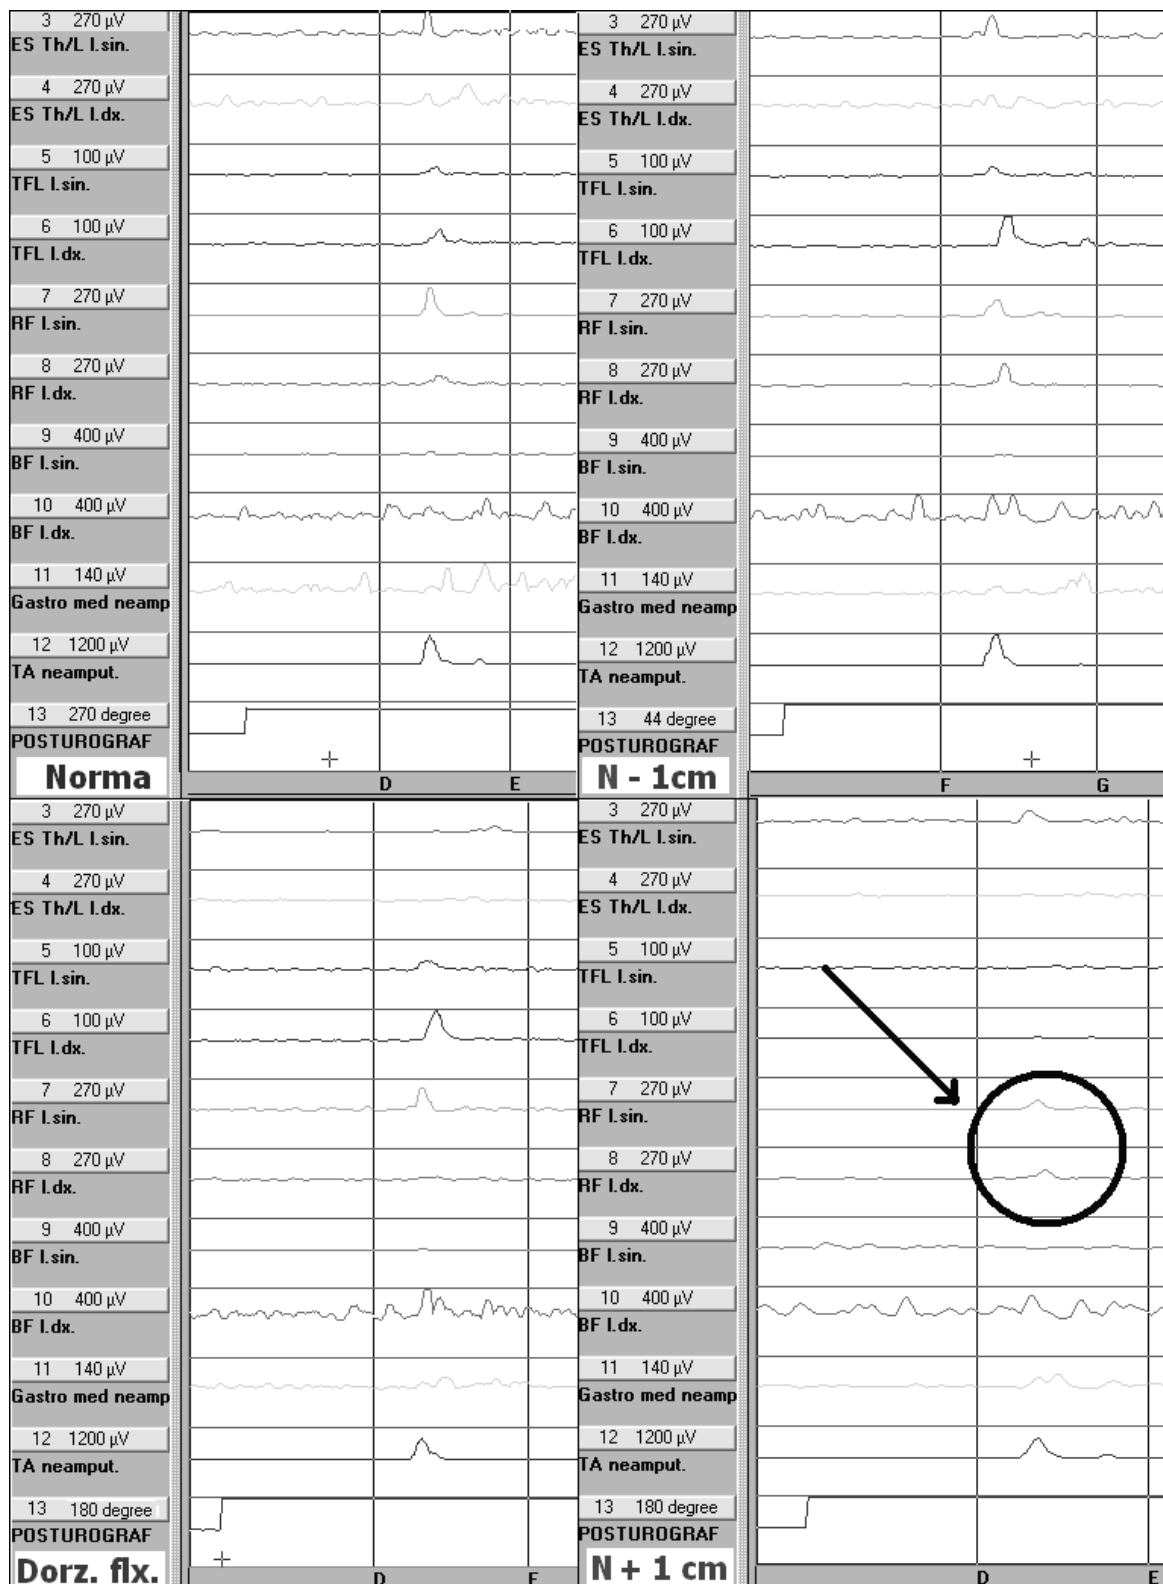 3 270 µV
ES Th/L l.sin.
4 270 µV
ES Th/L l.dx.
5 100 µV
TFL l.sin.
6 100 µV
TFL l.dx.
7 270 µV
RF l.sin.
8 270 µV
RF l.dx.
9 400 µV
BF l.sin.
10 400 µV
BF l.dx.
11 140 µV
Gastro med neamp
12 1200 µV
TA neamput.
13 270 degree
POSTUROGRAF
Norma
D E
3 270 µV
ES Th/L l.sin.
4 270 µV
ES Th/L l.dx.
5 100 µV
TFL l.sin.
6 100 µV
TFL l.dx.
7 270 µV
RF l.sin.
8 270 µV
RF l.dx.
9 400 µV
BF l.sin.
10 400 µV
BF l.dx.
11 140 µV
Gastro med neamp
12 1200 µV
TA neamput.
13 44 degree
POSTUROGRAF
N - 1cm
F G
3 270 µV
ES Th/L l.sin.
4 270 µV
ES Th/L l.dx.
5 100 µV
TFL l.sin.
6 100 µV
TFL l.dx.
7 270 µV
RF l.sin.
8 270 µV
RF l.dx.
9 400 µV
BF l.sin.
10 400 µV
BF l.dx.
11 140 µV
Gastro med neamp
12 1200 µV
TA neamput.
13 180 degree
POSTUROGRAF
Dorz. flx.
D E
3 270 µV
ES Th/L l.sin.
4 270 µV
ES Th/L l.dx.
5 100 µV
TFL l.sin.
6 100 µV
TFL l.dx.
7 270 µV
RF l.sin.
8 270 µV
RF l.dx.
9 400 µV
BF l.sin.
10 400 µV
BF l.dx.
11 140 µV
Gastro med neamp
12 1200 µV
TA neamput.
13 180 degree
POSTUROGRAF
N + 1 cm
D E